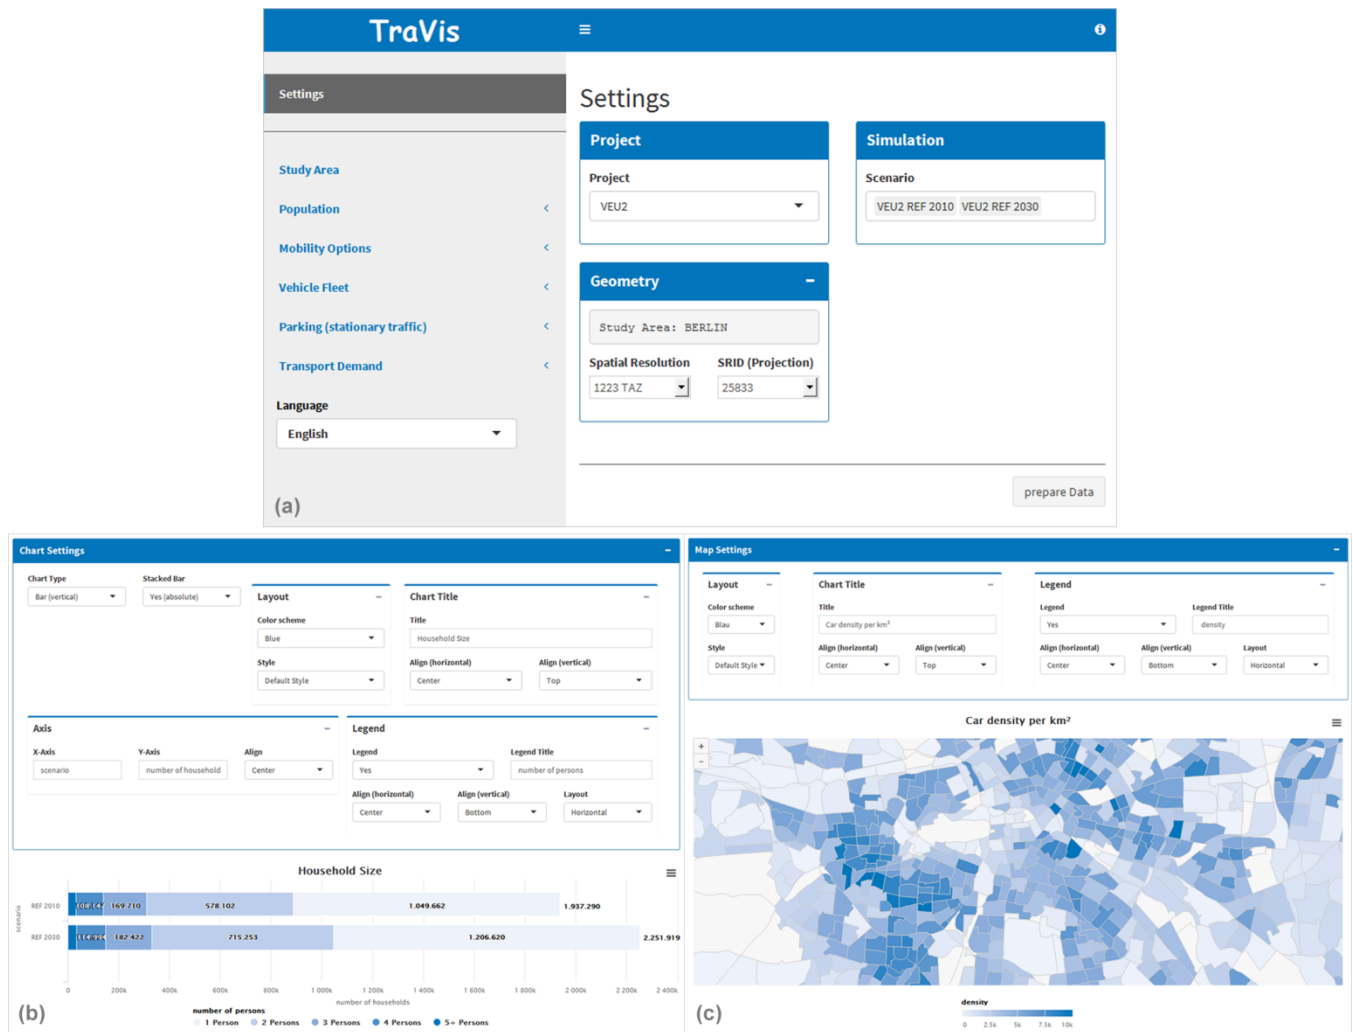 TraVis
Settings
Study Area
Population
Mobility Options
Vehicle Fleet
Parking (stationary traffic)
Transport Demand
Language
English
(a)
Settings
Project
Project
VEU2
Simulation
Scenario
VEU2 REF 2010 VEU2 REF 2030
Geometry
Study Area: BERLIN
Spatial Resolution SRID (Projection)
1223 TAZ 25833
prepare Data
Chart Settings
Chart Type Stacked Bar
Bar (vertical) Yes (absolute)
Layout
Color scheme
Blue
Style
Default Style
Chart Title
Title
Household Size
Align (horizontal) Align (vertical)
Center Top
Axis
X-Axis Y-Axis Align
scenario number of household Center
Legend
Legend Legend Title
Yes number of persons
Align (horizontal) Align (vertical) Layout
Center Bottom Horizontal
Household Size
scenario
REF 2010 169.710 578.102 1.049.662 1.937.290
REF 2030 182.422 715.253 1.206.620 2.251.919
0 200k 400k 600k 800k 1 000k 1 200k 1 400k 1 600k 1 800k 2 000k 2 200k 2 400k
number of households
number of persons
1 Person 2 Persons 3 Persons 4 Persons 5+ Persons
(b)
Map Settings
Layout
Color scheme
Blau
Style
Default Style
Chart Title
Title
Car density per km²
Align (horizontal) Align (vertical)
Center Top
Legend
Legend Legend Title
Yes density
Align (horizontal) Align (vertical) Layout
Center Bottom Horizontal
Car density per km²
+
−
density
0 2.5k 5k 7.5k 10k
(c)